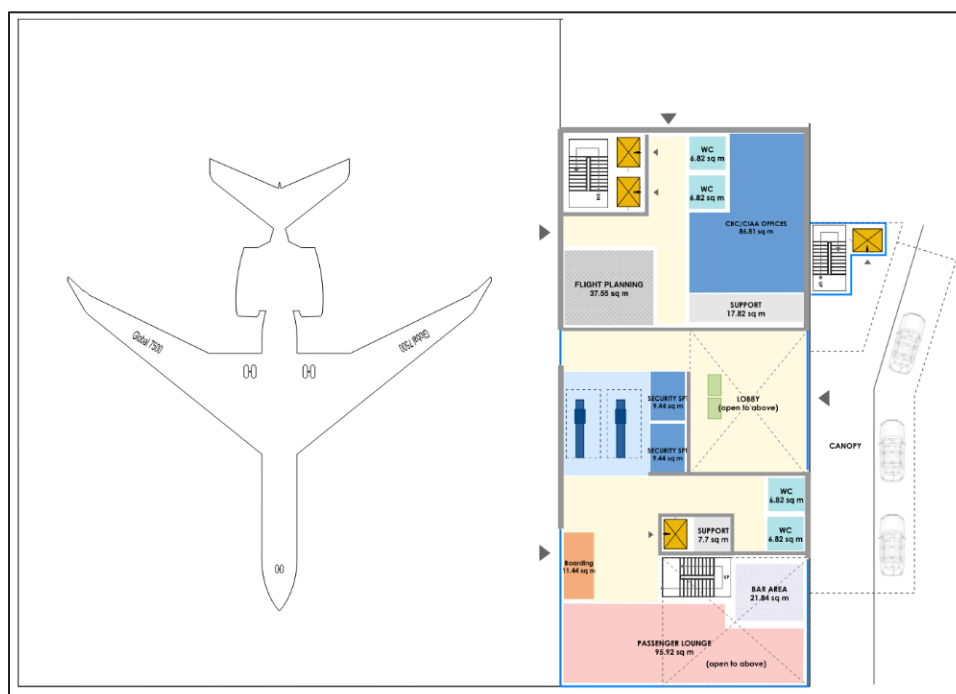 WC
6.82 sq m
WC
6.82 sq m
CBC/CIAA OFFICES
86.81 sq m
FLIGHT PLANNING
37.55 sq m
SUPPORT
17.82 sq m
Global 7500
Global 7500
SECURITY SPT
9.44 sq m
LOBBY
(open to above)
SECURITY SPT
9.44 sq m
CANOPY
WC
6.82 sq m
SUPPORT
7.7 sq m
WC
6.82 sq m
Boarding
11.44 sq m
UP
BAR AREA
21.84 sq m
PASSENGER LOUNGE
95.92 sq m
(open to above)